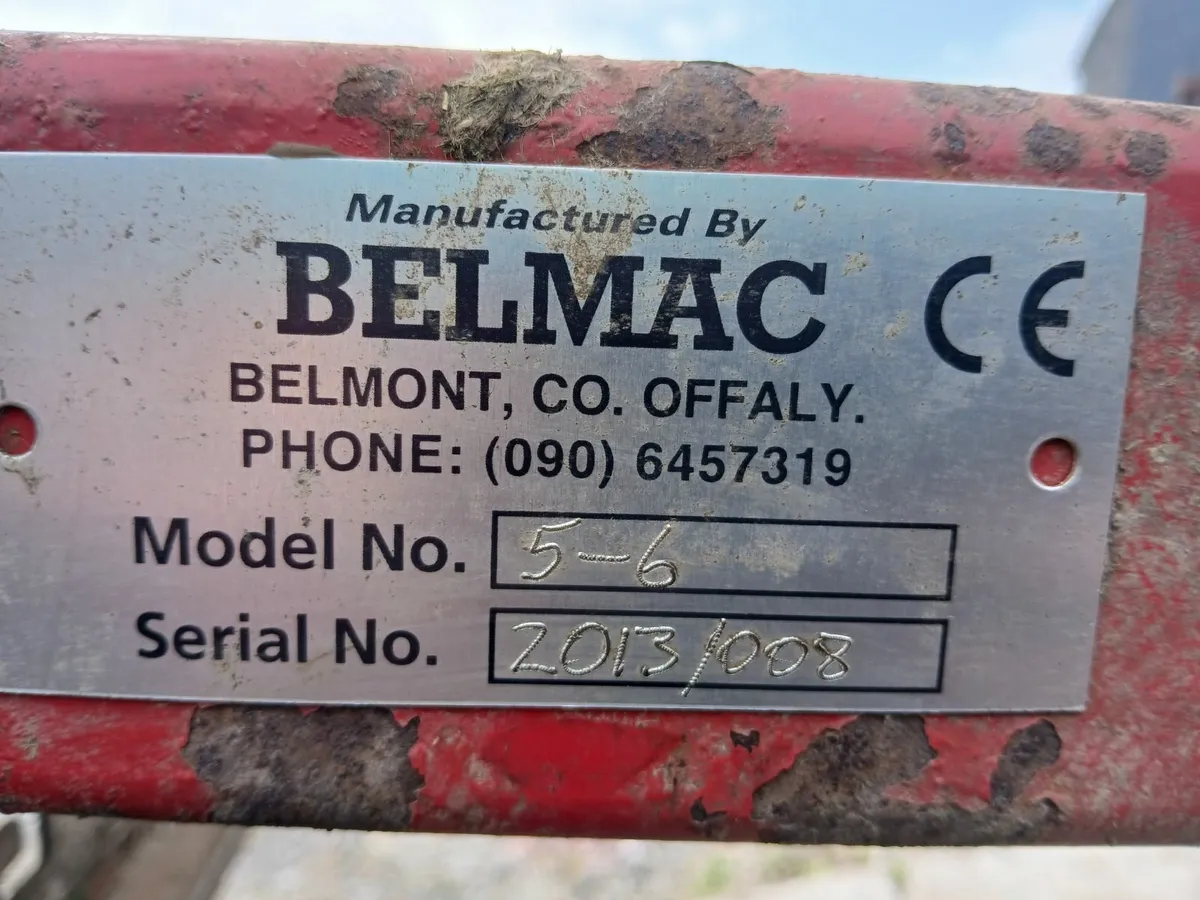 Manufactured By
BELMAC
CE
BELMONT, CO. OFFALY.
PHONE: (090) 6457319
Model No. 5-6
Serial No. 2013/008